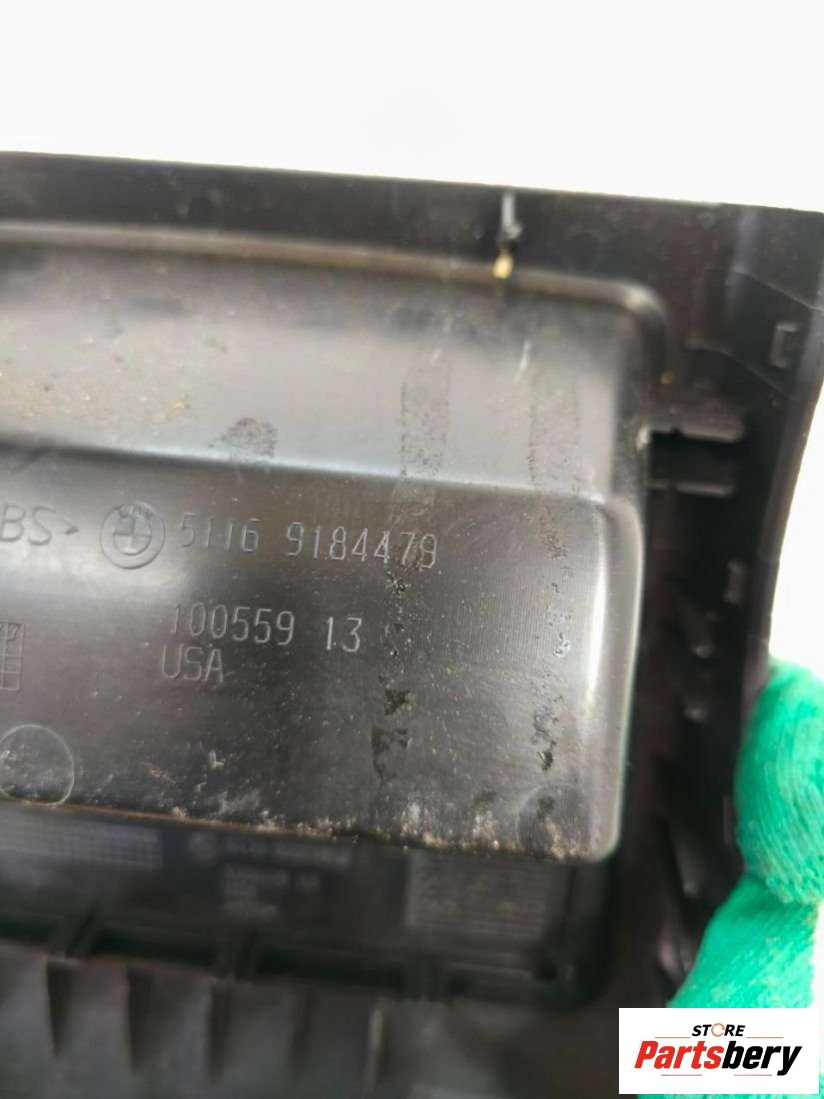 BS>
5116 9184479
100559 13
USA
STORE
Partsbery